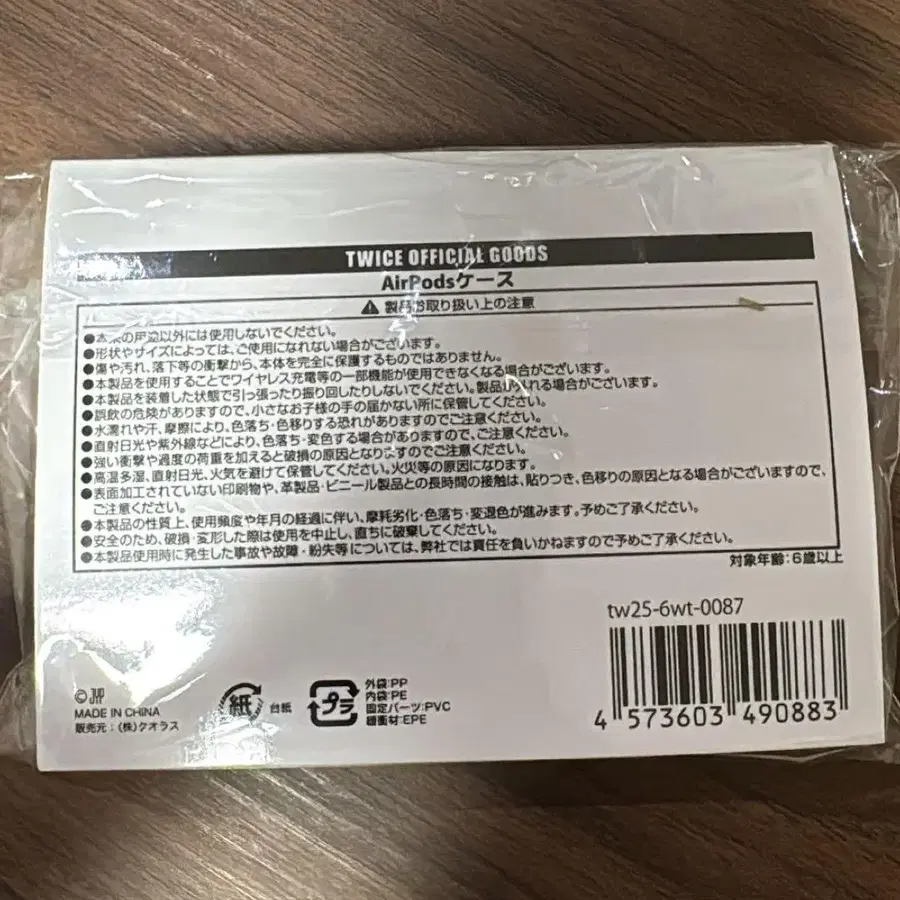 TWICE OFFICIAL GOODS
AirPodsケース
製品お取り扱い上の注意
●本来の用途以外には使用しないでください。
●形状やサイズによっては、ご使用になれない場合がございます。
●傷や汚れ、落下等の衝撃から、本体を完全に保護するものではありません。
●本製品を使用することでワイヤレス充電等の一部機能が使用できなくなる場合がございます。
●本製品を装着した状態で引っ張ったり振り回したりしないでください。製品が外れる場合がございます。
●誤飲の危険がありますので、小さなお子様の手の届かない所に保管してください。
●水濡れや汗、摩擦により、色落ち・色移りする恐れがありますのでご注意ください。
●直射日光や紫外線などにより、色落ち・変色する場合がありますので、ご注意ください。
●強い衝撃や過度の荷重を加えると破損の原因となりますのでご注意ください。
●高温多湿、直射日光、火気を避けて保管してください。火災等の原因になります。
●表面加工されていない印刷物や、革製品・ビニール製品との長時間の接触は、貼りつき、色移りの原因となる場合がございますので、
ご注意ください。
●本製品の性質上、使用頻度や年月の経過に伴い、摩耗劣化・色落ち・変退色が進みます。予めご了承ください。
●安全のため、破損・変形した際は使用を中止し、直ちに破棄してください。
●本製品使用時に発生した事故や故障・紛失等については、弊社では責任を負いかねますので予めご了承ください。
対象年齢:6歳以上
tw25-6wt-0087
4 573603 490883
©JYP
MADE IN CHINA
販売元:(株)クオラス
紙
台紙
プラ
外袋:PP
内袋:PE
固定パーツ:PVC
緩衝材:EPE